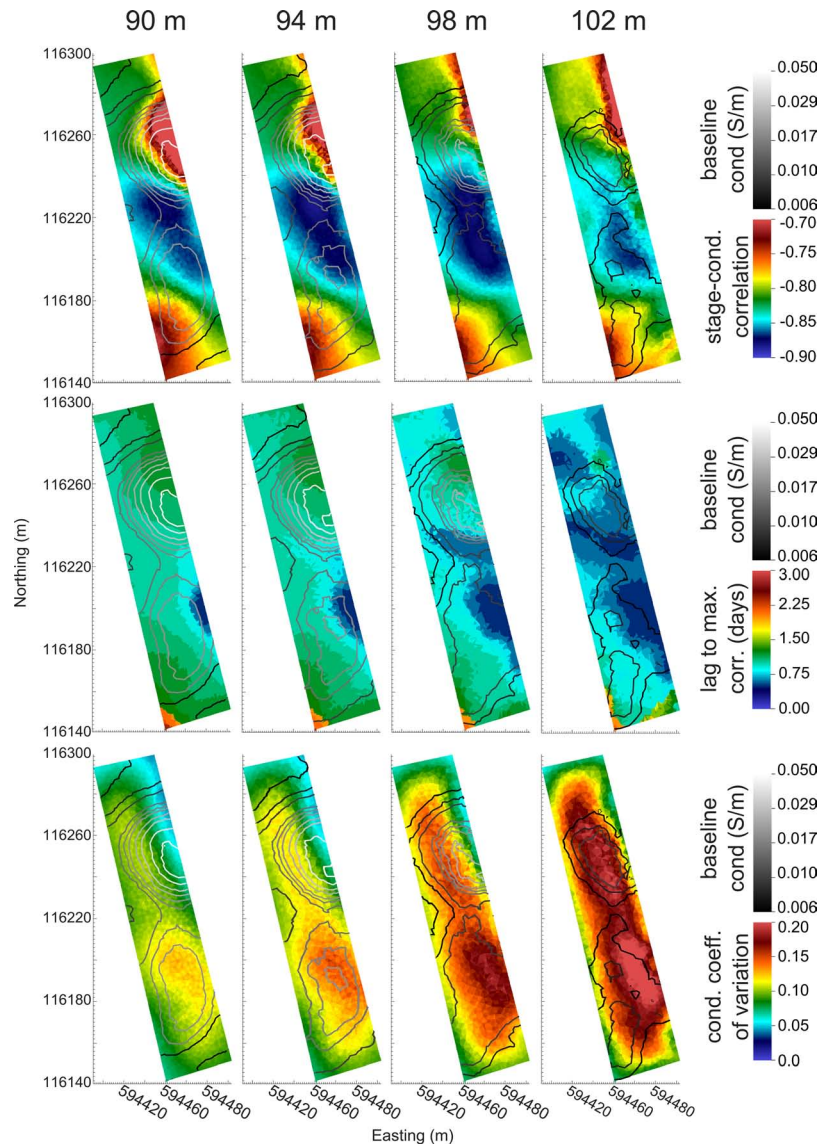 90 m 94 m 98 m 102 m
116300
116260
116220
116180
116140
baseline
cond (S/m)
0.050
0.029
0.017
0.010
0.006
stage-cond.
correlation
-0.70
-0.75
-0.80
-0.85
-0.90
Northing (m)
116300
116260
116220
116180
116140
baseline
cond (S/m)
0.050
0.029
0.017
0.010
0.006
lag to max.
corr. (days)
3.00
2.25
1.50
0.75
0.00
116300
116260
116220
116180
116140
baseline
cond (S/m)
0.050
0.029
0.017
0.010
0.006
cond. coeff.
of variation
0.20
0.15
0.10
0.05
0.0
594420 594460 594480 594420 594460 594480 594420 594460 594480 594420 594460 594480
Easting (m)